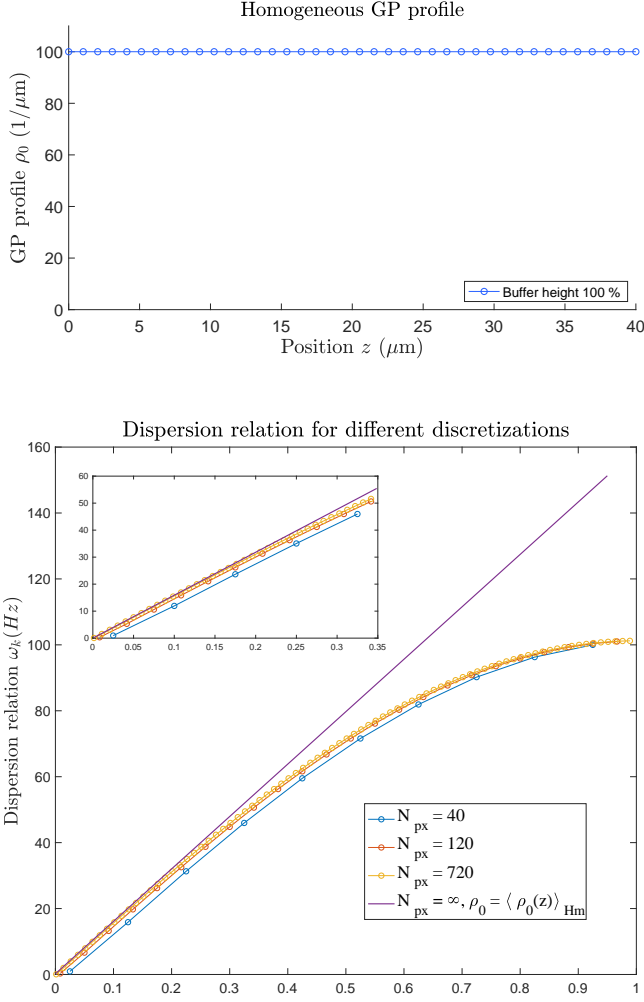 Homogeneous GP profile
GP profile ρ0 (1/μm)
100
80
60
40
20
0
Buffer height 100 %
0 5 10 15 20 25 30 35 40
Position z (μm)
Dispersion relation for different discretizations
Dispersion relation ωk(Hz)
160
140
120
100
80
60
40
20
0
60
50
40
30
20
10
0
0 0.05 0.1 0.15 0.2 0.25 0.3 0.35
N px = 40
N px = 120
N px = 720
N px = ∞, ρ0 = ⟨ ρ0(z)⟩ Hm
0 0.1 0.2 0.3 0.4 0.5 0.6 0.7 0.8 0.9 1